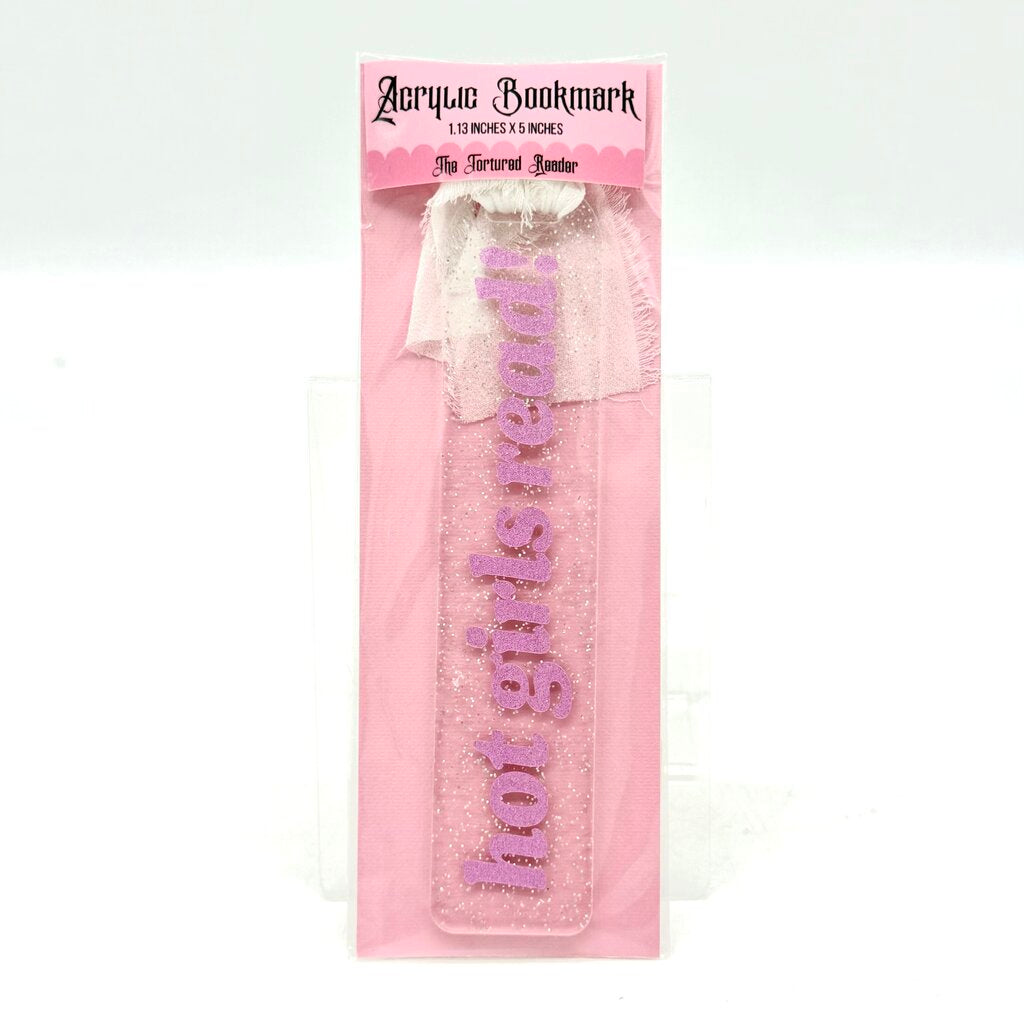 Acrylic Bookmark
1.13 INCHES X 5 INCHES
The Tortured Reader
hot girls read!